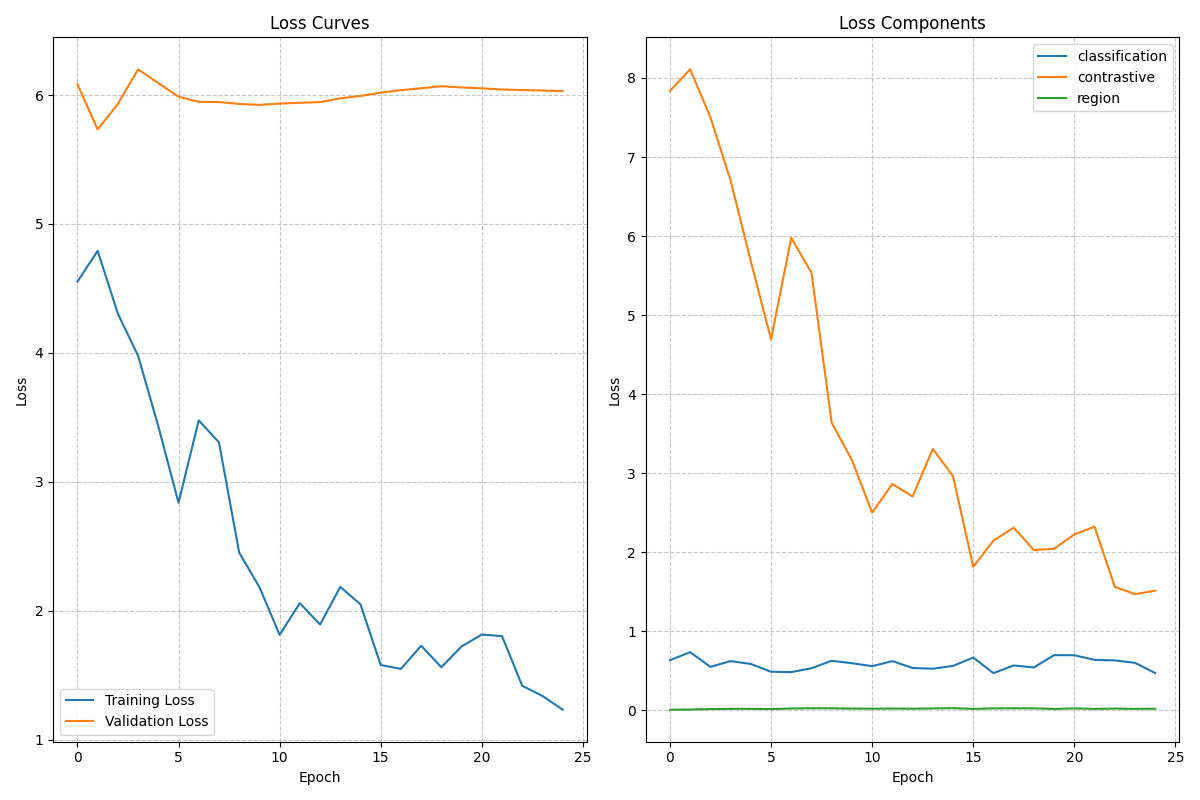 Loss Curves
Loss
6
5
4
3
2
1
Training Loss
Validation Loss
0 5 10 15 20 25
Epoch
Loss Components
Loss
8
7
6
5
4
3
2
1
0
classification
contrastive
region
0 5 10 15 20 25
Epoch